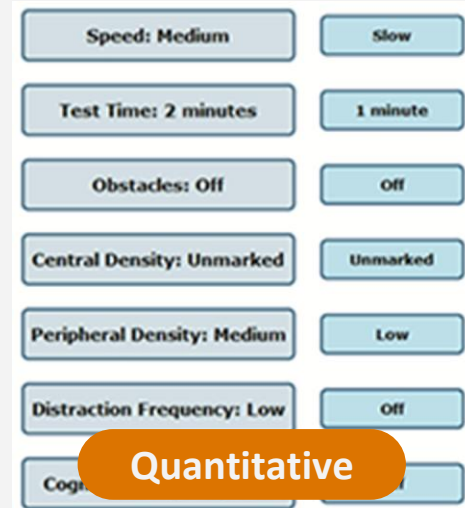 Speed: Medium
Slow
Test Time: 2 minutes
1 minute
Obstacles: Off
Off
Central Density: Unmarked
Unmarked
Peripheral Density: Medium
Low
Distraction Frequency: Low
Off
Quantitative